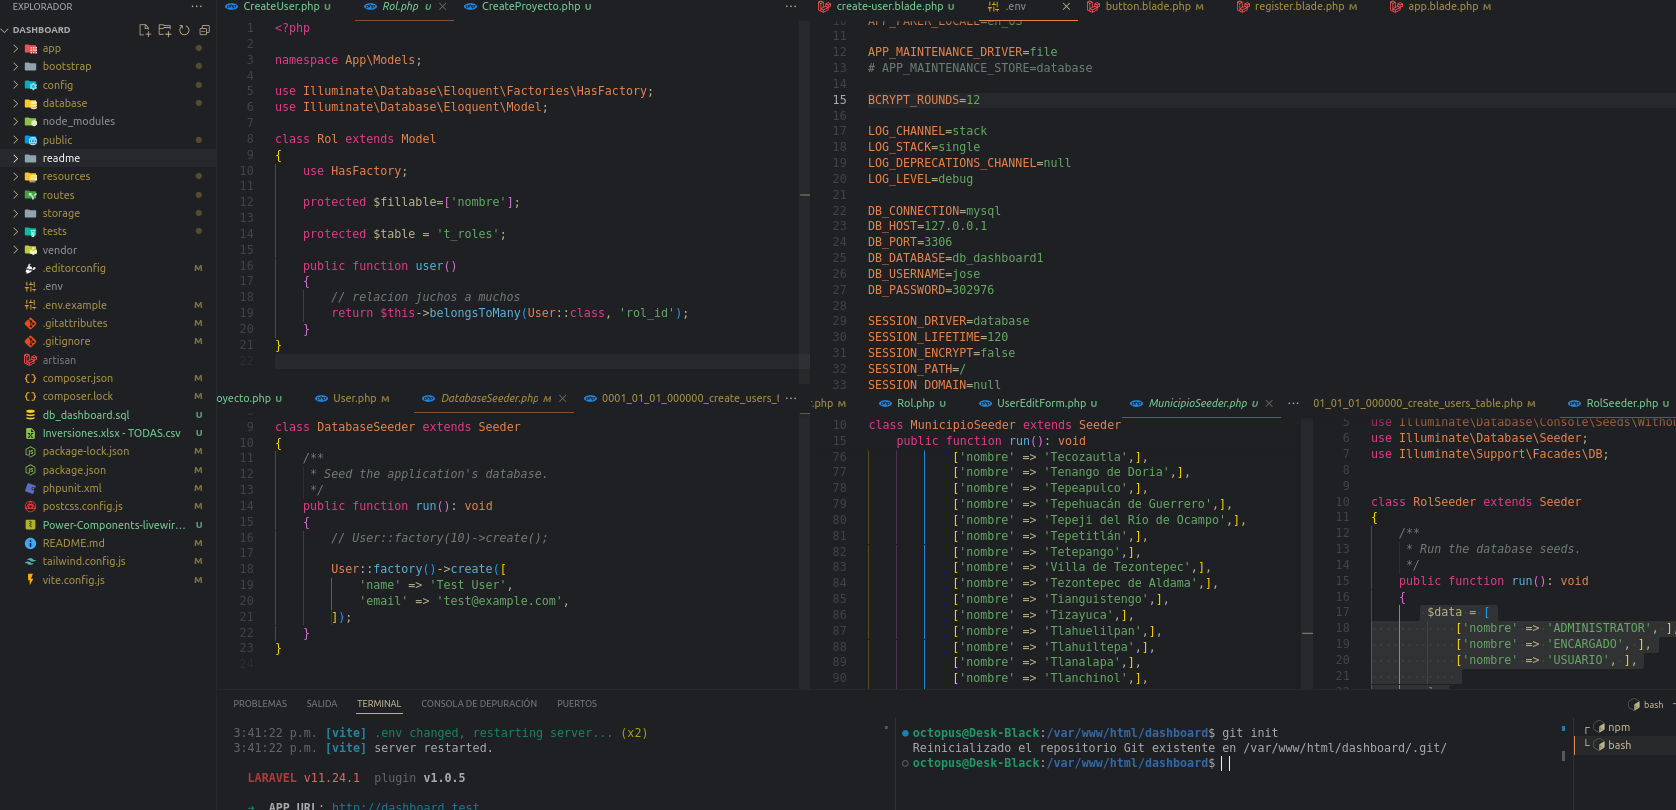 EXPLORADOR ···
DASHBOARD
app
bootstrap
config
database
node_modules
public
readme
resources
routes
storage
tests
vendor
.editorconfig M
.env
.env.example M
.gitattributes M
.gitignore M
artisan
composer.json M
composer.lock M
db_dashboard.sql U
Inversiones.xlsx - TODAS.csv U
package-lock.json M
package.json M
phpunit.xml M
postcss.config.js M
Power-Components-livewir... U
README.md M
tailwind.config.js M
vite.config.js M
CreateUser.php U Rol.php U CreateProyecto.php U ···
1 <?php
2
3 namespace App\Models;
4
5 use Illuminate\Database\Eloquent\Factories\HasFactory;
6 use Illuminate\Database\Eloquent\Model;
7
8 class Rol extends Model
9 {
10 use HasFactory;
11
12 protected $fillable=['nombre'];
13
14 protected $table = 't_roles';
15
16 public function user()
17 {
18 // relacion juchos a muchos
19 return $this->belongsToMany(User::class, 'rol_id');
20 }
21 }
22
create-user.blade.php U .env button.blade.php M register.blade.php M app.blade.php M
11
12 APP_MAINTENANCE_DRIVER=file
13 # APP_MAINTENANCE_STORE=database
14
15 BCRYPT_ROUNDS=12
16
17 LOG_CHANNEL=stack
18 LOG_STACK=single
19 LOG_DEPRECATIONS_CHANNEL=null
20 LOG_LEVEL=debug
21
22 DB_CONNECTION=mysql
23 DB_HOST=127.0.0.1
24 DB_PORT=3306
25 DB_DATABASE=db_dashboard1
26 DB_USERNAME=jose
27 DB_PASSWORD=302976
28
29 SESSION_DRIVER=database
30 SESSION_LIFETIME=120
31 SESSION_ENCRYPT=false
32 SESSION_PATH=/
33 SESSION_DOMAIN=null
oyecto.php U User.php M DatabaseSeeder.php M 0001_01_01_000000_create_users_t ···
9 class DatabaseSeeder extends Seeder
10 {
11 /**
12 * Seed the application's database.
13 */
14 public function run(): void
15 {
16 // User::factory(10)->create();
17
18 User::factory()->create([
19 'name' => 'Test User',
20 'email' => 'test@example.com',
21 ]);
22 }
23 }
24
.php M Rol.php U UserEditForm.php U MunicipioSeeder.php U ···
10 class MunicipioSeeder extends Seeder
15 public function run(): void
76 ['nombre' => 'Tecozautla',],
77 ['nombre' => 'Tenango de Doria',],
78 ['nombre' => 'Tepeapulco',],
79 ['nombre' => 'Tepehuacán de Guerrero',],
80 ['nombre' => 'Tepeji del Río de Ocampo',],
81 ['nombre' => 'Tepetitlán',],
82 ['nombre' => 'Tetepango',],
83 ['nombre' => 'Villa de Tezontepec',],
84 ['nombre' => 'Tezontepec de Aldama',],
85 ['nombre' => 'Tianguistengo',],
86 ['nombre' => 'Tizayuca',],
87 ['nombre' => 'Tlahuelilpan',],
88 ['nombre' => 'Tlahuiltepa',],
89 ['nombre' => 'Tlanalapa',],
90 ['nombre' => 'Tlanchinol',],
01_01_000000_create_users_table.php M RolSeeder.php U
5 use Illuminate\Database\Console\Seeds\Withou
6 use Illuminate\Database\Seeder;
7 use Illuminate\Support\Facades\DB;
8
9
10 class RolSeeder extends Seeder
11 {
12 /**
13 * Run the database seeds.
14 */
15 public function run(): void
16 {
17 $data = [
18 ['nombre' => 'ADMINISTRATOR', ],
19 ['nombre' => 'ENCARGADO', ],
20 ['nombre' => 'USUARIO', ],
21
PROBLEMAS SALIDA TERMINAL CONSOLA DE DEPURACIÓN PUERTOS
bash
3:41:22 p.m. [vite] .env changed, restarting server... (x2)
3:41:22 p.m. [vite] server restarted.
LARAVEL v11.24.1 plugin v1.0.5
→ APP_URL: http://dashboard.test
octopus@Desk-Black:/var/www/html/dashboard$ git init
Reinicializado el repositorio Git existente en /var/www/html/dashboard/.git/
octopus@Desk-Black:/var/www/html/dashboard$
npm
bash